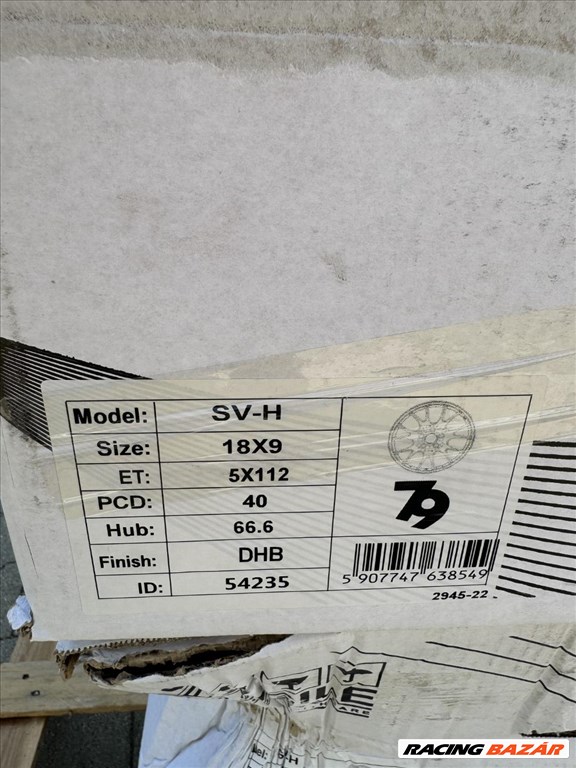 Model: SV-H
Size: 18X9
ET: 5X112
PCD: 40
Hub: 66.6
Finish: DHB
ID: 54235
79
5 907747 638549
2945-22
RACING BAZÁR